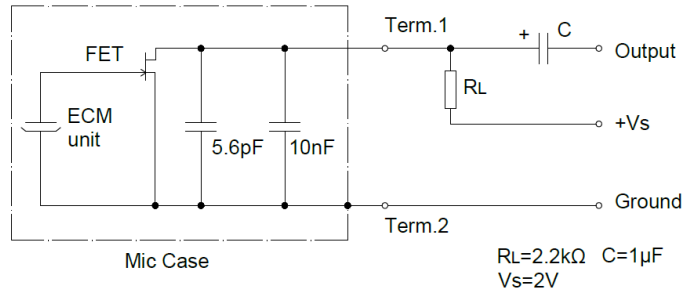 Term.1
+
C
Output
FET
RL
ECM
unit
5.6pF
10nF
+Vs
Ground
Term.2
Mic Case
RL=2.2kΩ C=1µF
Vs=2V